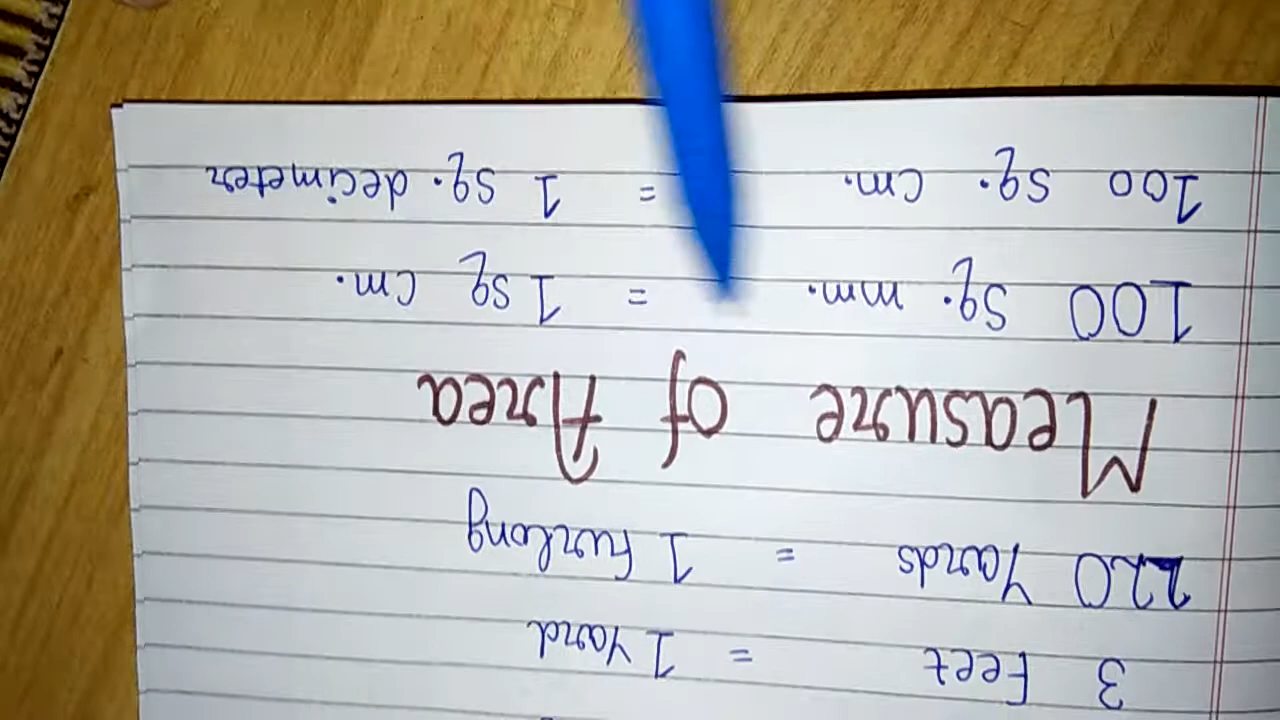 3 Feet = 1 Yard
220 Yards = 1 Furlong
Measure of Area
100 Sq. mm. = 1 Sq cm.
100 Sq. cm. = 1 Sq. decimeter